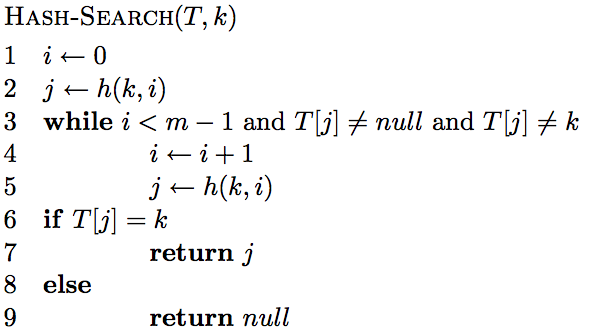 HASH-SEARCH(T, k)
1 i ← 0
2 j ← h(k, i)
3 while i < m − 1 and T[j] ≠ null and T[j] ≠ k
4 i ← i + 1
5 j ← h(k, i)
6 if T[j] = k
7 return j
8 else
9 return null